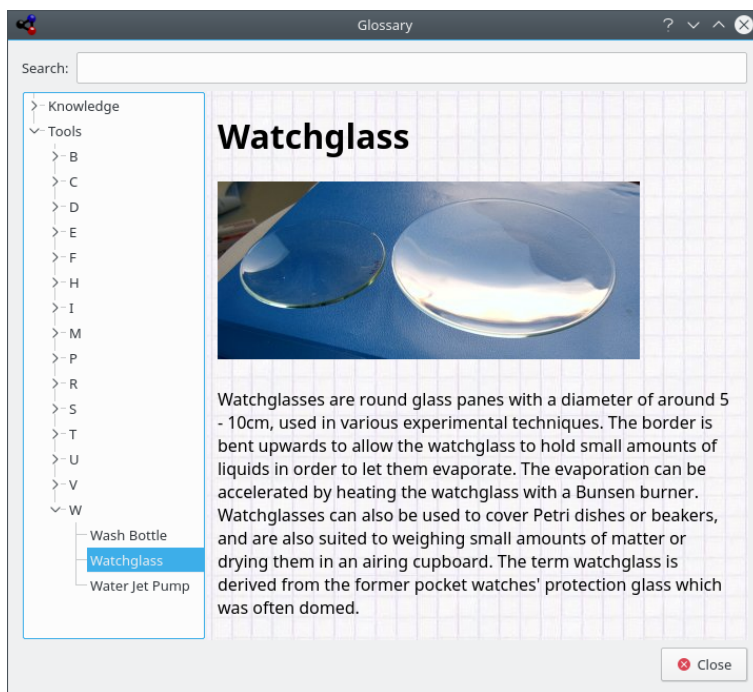 Glossary
Search:
Knowledge
Tools
B
C
D
E
F
H
I
M
P
R
S
T
U
V
W
Wash Bottle
Watchglass
Water Jet Pump
Watchglass
Watchglasses are round glass panes with a diameter of around 5
- 10cm, used in various experimental techniques. The border is
bent upwards to allow the watchglass to hold small amounts of
liquids in order to let them evaporate. The evaporation can be
accelerated by heating the watchglass with a Bunsen burner.
Watchglasses can also be used to cover Petri dishes or beakers,
and are also suited to weighing small amounts of matter or
drying them in an airing cupboard. The term watchglass is
derived from the former pocket watches' protection glass which
was often domed.
Close